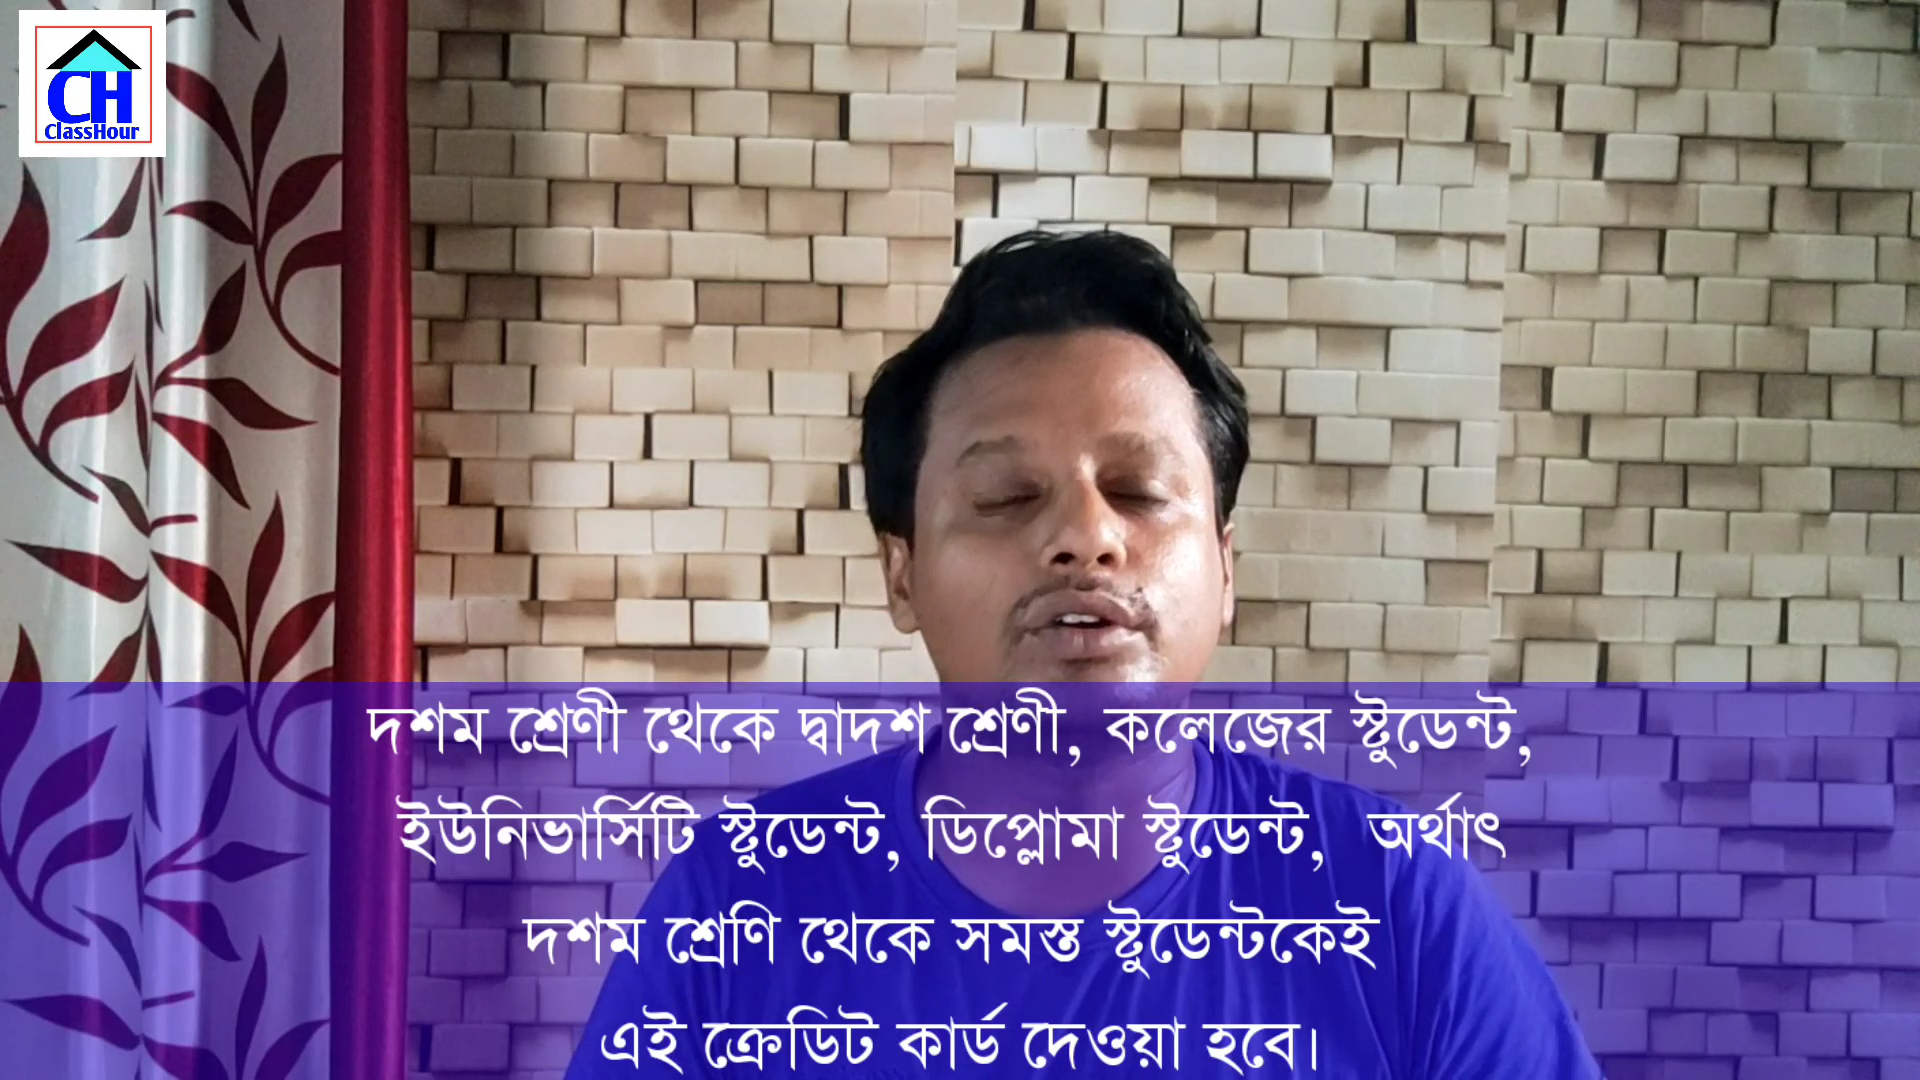 CH
ClassHour
দশম শ্রেণী থেকে দ্বাদশ শ্রেণী, কলেজের স্টুডেন্ট,
ইউনিভার্সিটি স্টুডেন্ট, ডিপ্লোমা স্টুডেন্ট, অর্থাৎ
দশম শ্রেণি থেকে সমস্ত স্টুডেন্টকেই
এই ক্রেডিট কার্ড দেওয়া হবে।